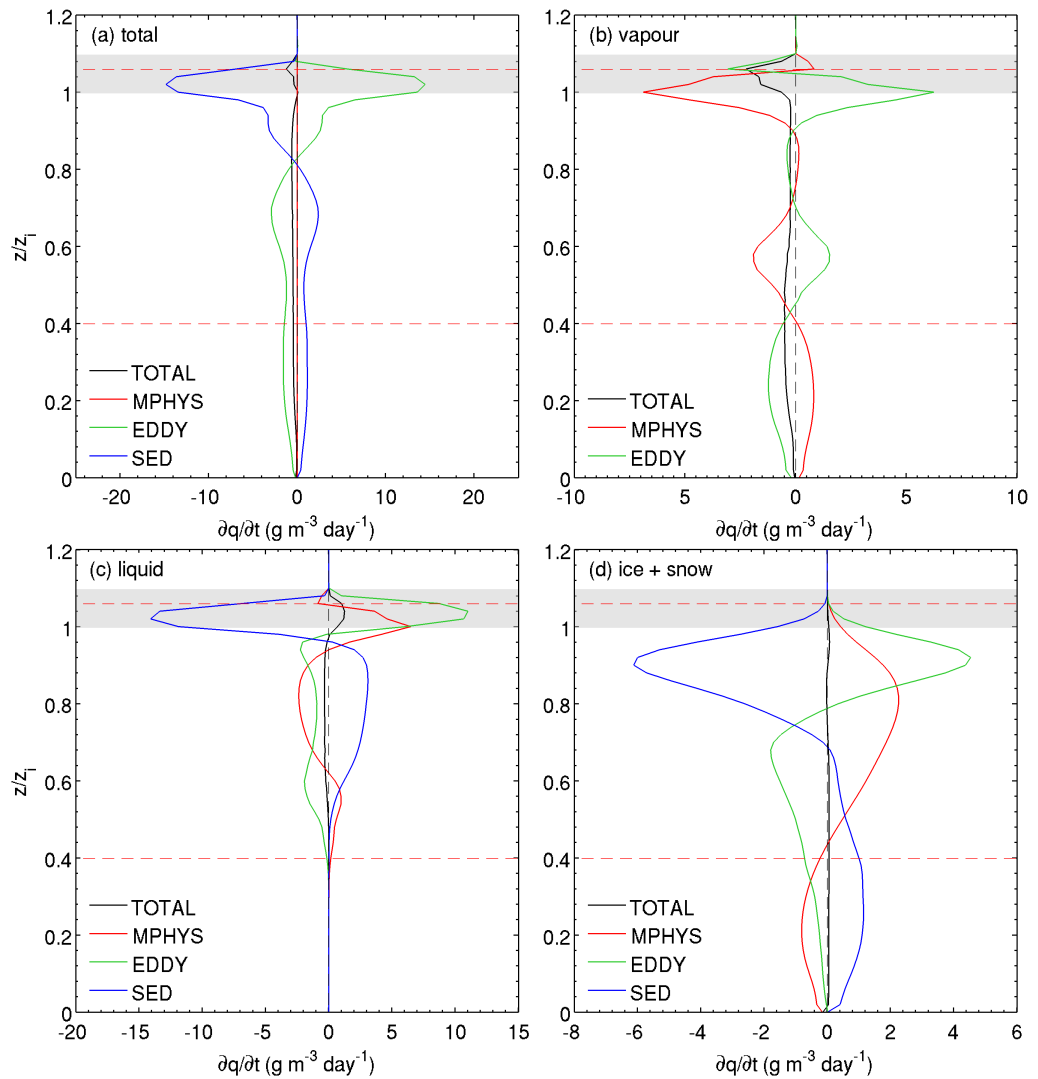 (a) total
1.2
1
0.8
0.6
0.4
0.2
0
z/z_i
TOTAL
MPHYS
EDDY
SED
-20 -10 0 10 20
∂q/∂t (g m⁻³ day⁻¹)
(b) vapour
1.2
1
0.8
0.6
0.4
0.2
0
TOTAL
MPHYS
EDDY
-10 5 0 5 10
∂q/∂t (g m⁻³ day⁻¹)
(c) liquid
1.2
1
0.8
0.6
0.4
0.2
0
z/z_i
TOTAL
MPHYS
EDDY
SED
-20 -15 -10 -5 0 5 10 15
∂q/∂t (g m⁻³ day⁻¹)
(d) ice + snow
1.2
1
0.8
0.6
0.4
0.2
0
TOTAL
MPHYS
EDDY
SED
-8 -6 -4 -2 0 2 4 6
∂q/∂t (g m⁻³ day⁻¹)